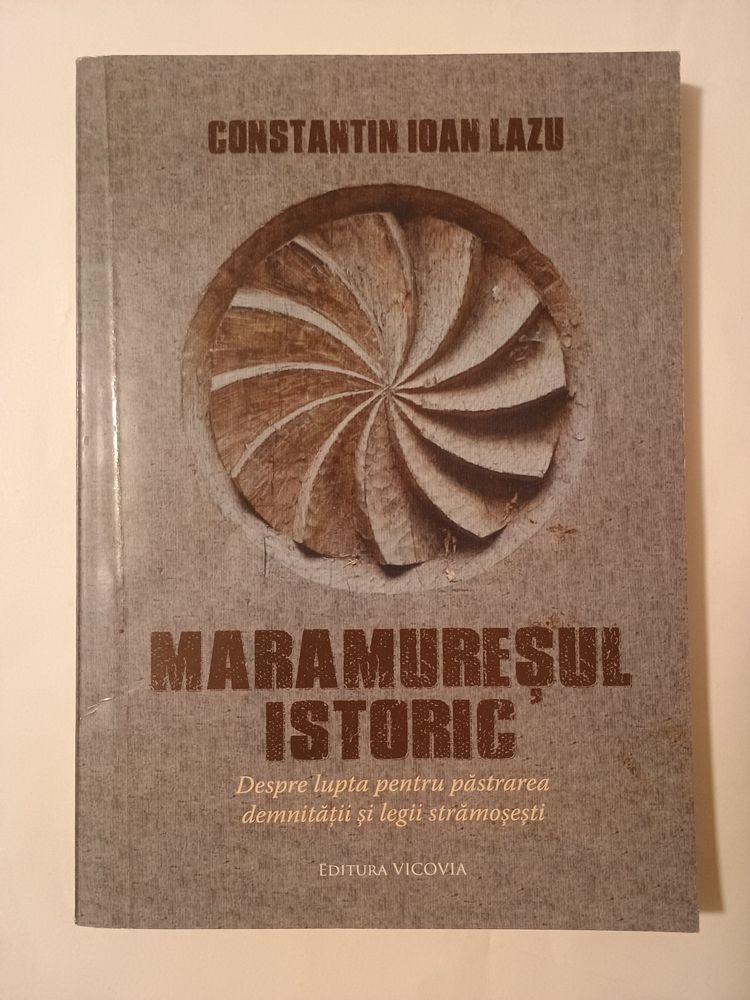 CONSTANTIN IOAN LAZU
MARAMUREȘUL
ISTORIC
Despre lupta pentru păstrarea
demnității și legii strămoșești
EDITURA VICOVIA